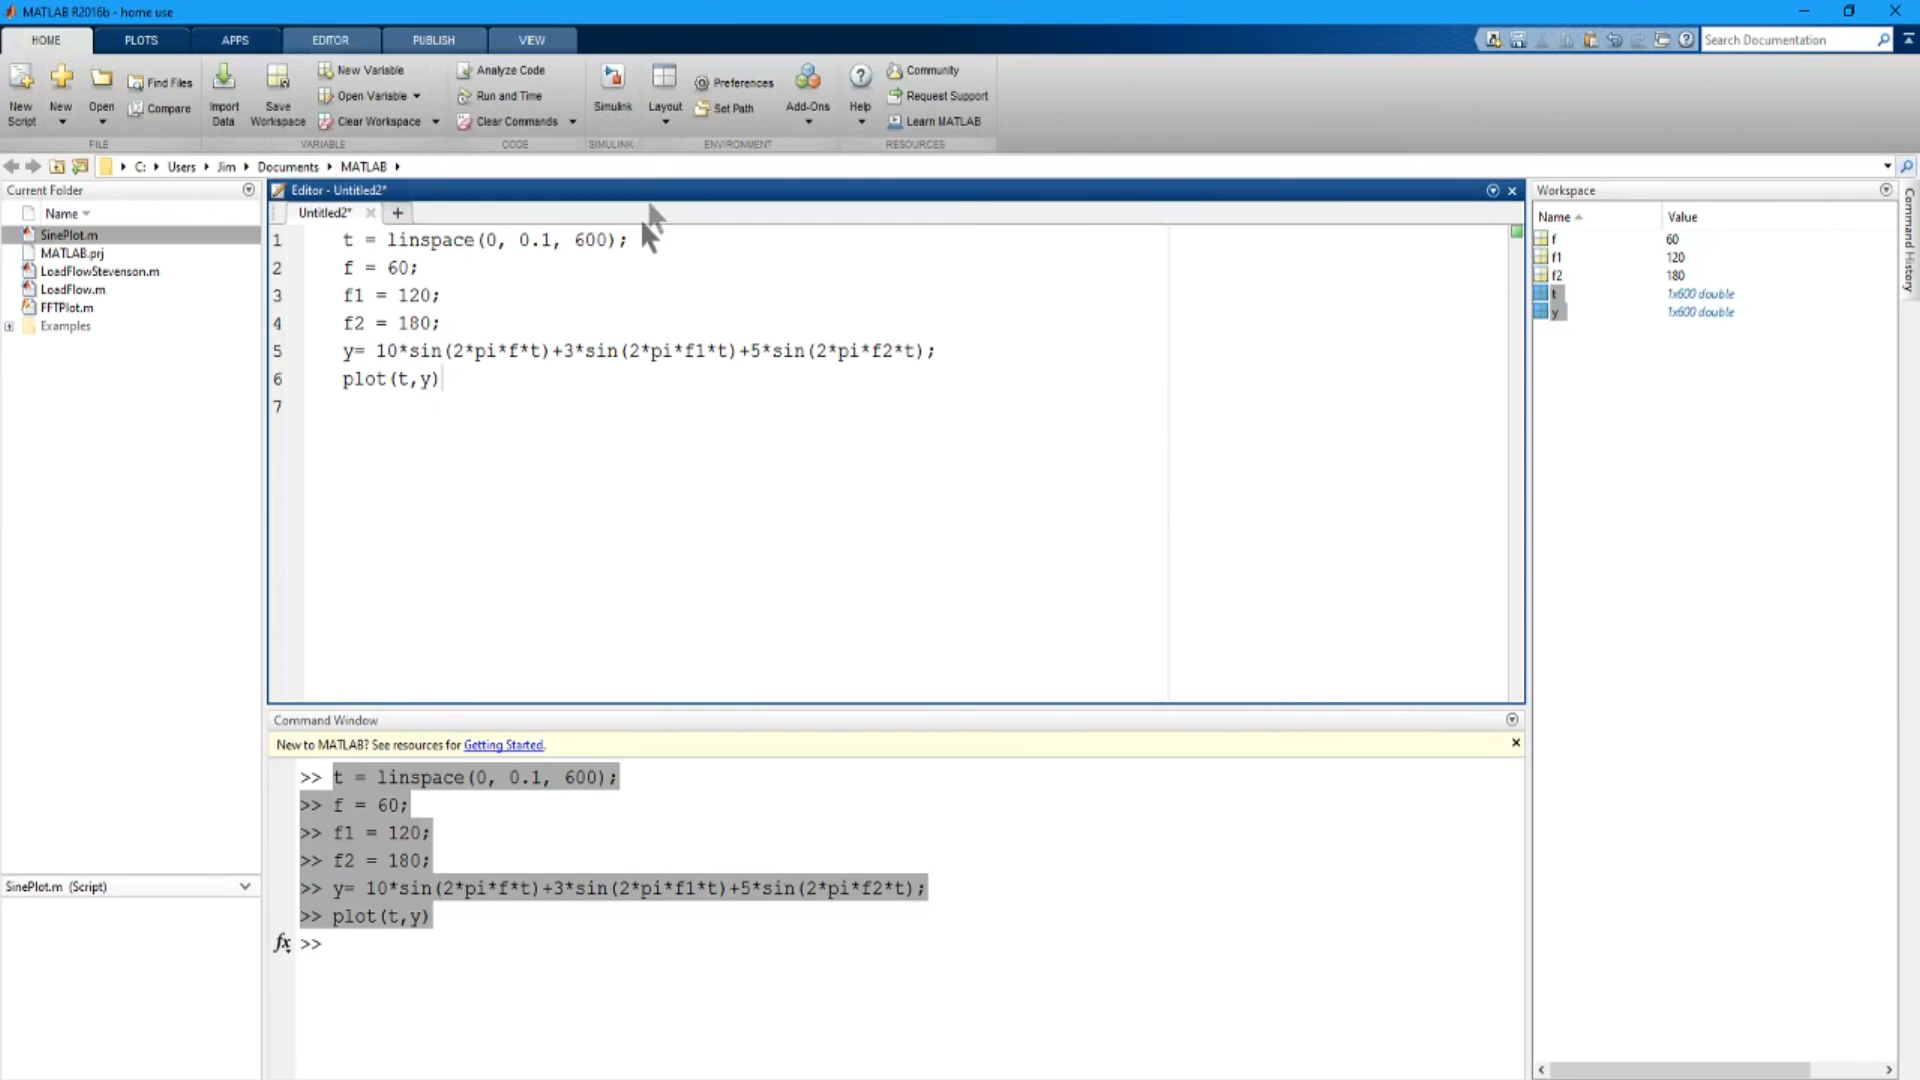 MATLAB R2016b - home use
HOME PLOTS APPS EDITOR PUBLISH VIEW
Search Documentation
New Script
New
Open
Find Files
Compare
FILE
Import Data
Save Workspace
New Variable
Open Variable
Clear Workspace
VARIABLE
Analyze Code
Run and Time
Clear Commands
CODE
Simulink
SIMULINK
Layout
Preferences
Set Path
Add-Ons
ENVIRONMENT
Help
Community
Request Support
Learn MATLAB
RESOURCES
C: Users Jim Documents MATLAB
Current Folder
Name
SinePlot.m
MATLAB.prj
LoadFlowStevenson.m
LoadFlow.m
FFTPlot.m
Examples
SinePlot.m (Script)
Editor - Untitled2*
Untitled2*
1 t = linspace(0, 0.1, 600);
2 f = 60;
3 f1 = 120;
4 f2 = 180;
5 y= 10*sin(2*pi*f*t)+3*sin(2*pi*f1*t)+5*sin(2*pi*f2*t);
6 plot(t,y)
7
Command Window
New to MATLAB? See resources for Getting Started.
>> t = linspace(0, 0.1, 600);
>> f = 60;
>> f1 = 120;
>> f2 = 180;
>> y= 10*sin(2*pi*f*t)+3*sin(2*pi*f1*t)+5*sin(2*pi*f2*t);
>> plot(t,y)
fx >>
Workspace
Name Value
f 60
f1 120
f2 180
t 1x600 double
y 1x600 double
Command History